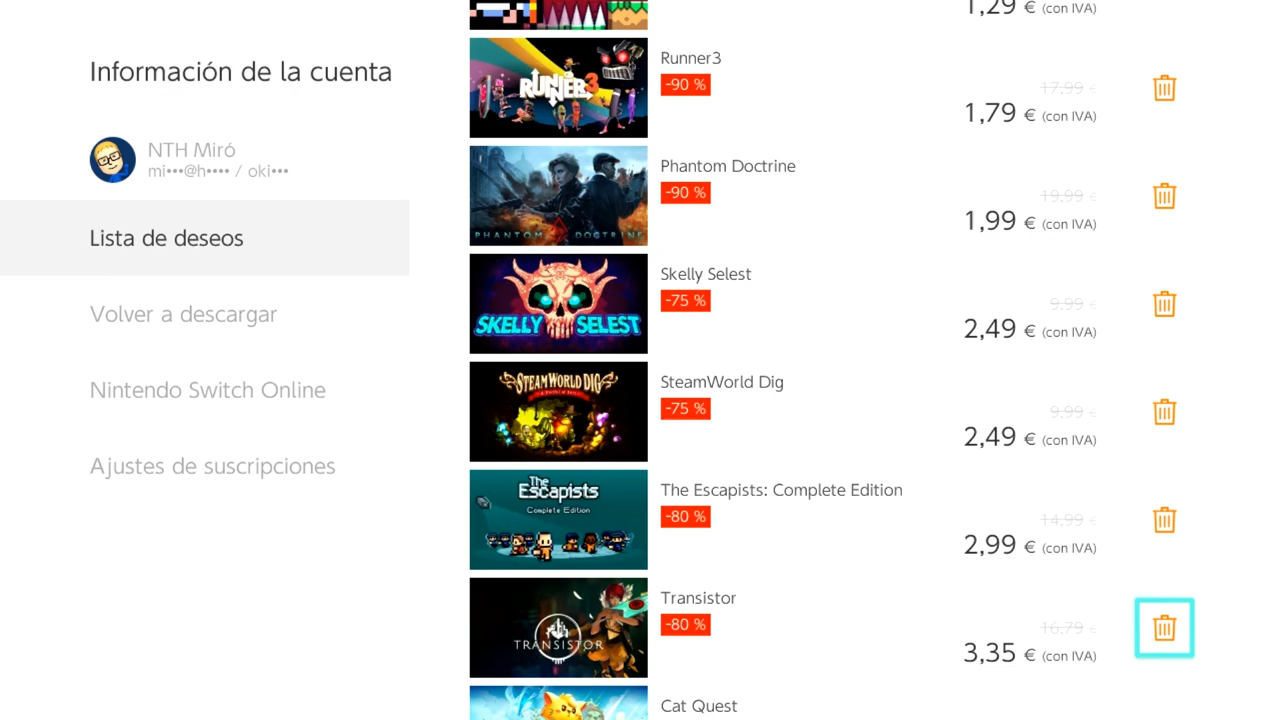 Información de la cuenta
NTH Miró
mi•••@h•••• / oki•••
Lista de deseos
Volver a descargar
Nintendo Switch Online
Ajustes de suscripciones
1,29 € (con IVA)
RUNNER3
Runner3
-90 %
17,99 €
1,79 € (con IVA)
PHANTOM DOCTRINE
Phantom Doctrine
-90 %
19,99 €
1,99 € (con IVA)
SKELLY SELEST
Skelly Selest
-75 %
9,99 €
2,49 € (con IVA)
STEAMWORLD DIG
SteamWorld Dig
-75 %
9,99 €
2,49 € (con IVA)
The
Escapists
Complete Edition
The Escapists: Complete Edition
-80 %
14,99 €
2,99 € (con IVA)
TRANSISTOR
Transistor
-80 %
16,79 €
3,35 € (con IVA)
Cat Quest